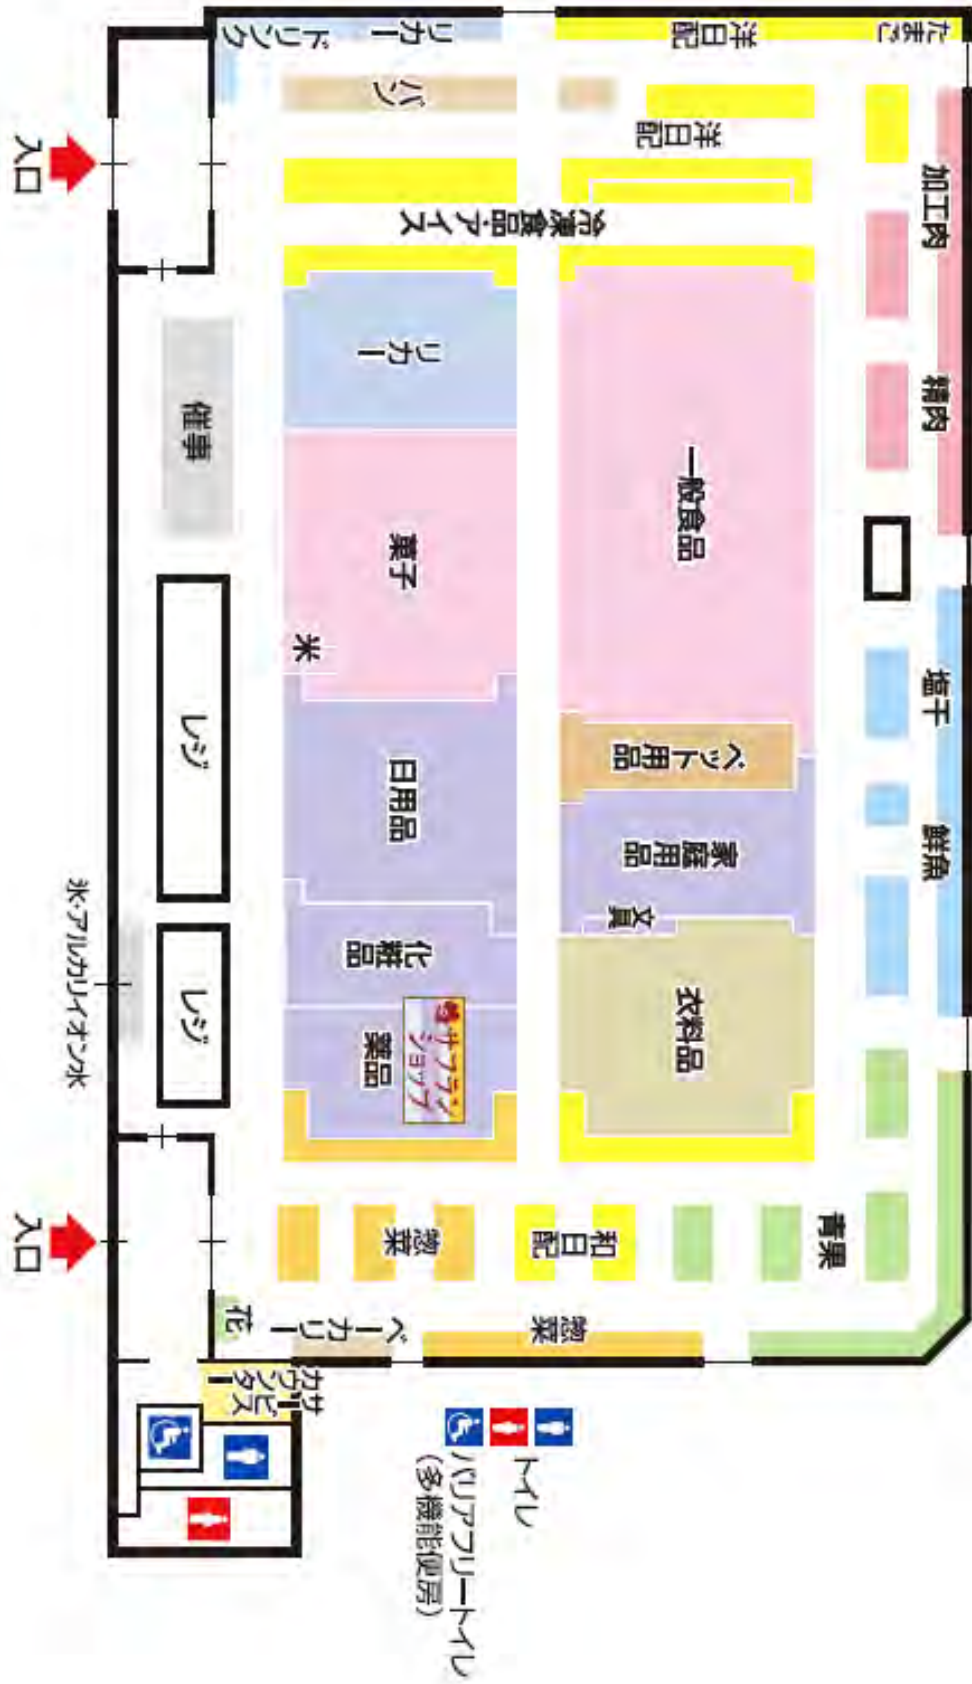 たまご
加工肉
精肉
塩干
鮮魚
青果
洋日配
洋日配
一般食品
ペット用品
家庭用品
文具
衣料品
和日配
惣菜
惣菜
冷凍食品・アイス
リカー
ドリンク
パン
リカー
菓子
米
日用品
化粧品
薬品
ショップ
ベーカリー
花
催事
レジ
レジ
サービス
カウンター
氷・アルカリイオン水
入口
入口
トイレ
バリアフリートイレ
(多機能便房)